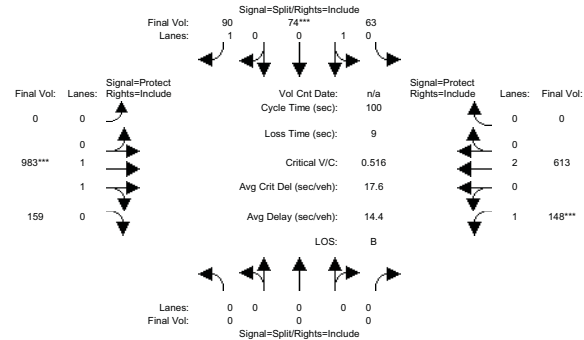 Signal=Split/Rights=Include
Final Vol: 90 74*** 63
Lanes: 1 0 0 1 0
Signal=Protect
Final Vol: Lanes: Rights=Include
Vol Cnt Date: n/a
Signal=Protect
Rights=Include Lanes: Final Vol:
0 0
Cycle Time (sec): 100
0 0
Loss Time (sec): 9
0
0
983*** 1
Critical V/C: 0.516
2 613
1
Avg Crit Del (sec/veh): 17.6
0
159 0
Avg Delay (sec/veh): 14.4
1 148***
LOS: B
Lanes: 0 0 0 0 0
Final Vol: 0 0 0
Signal=Split/Rights=Include